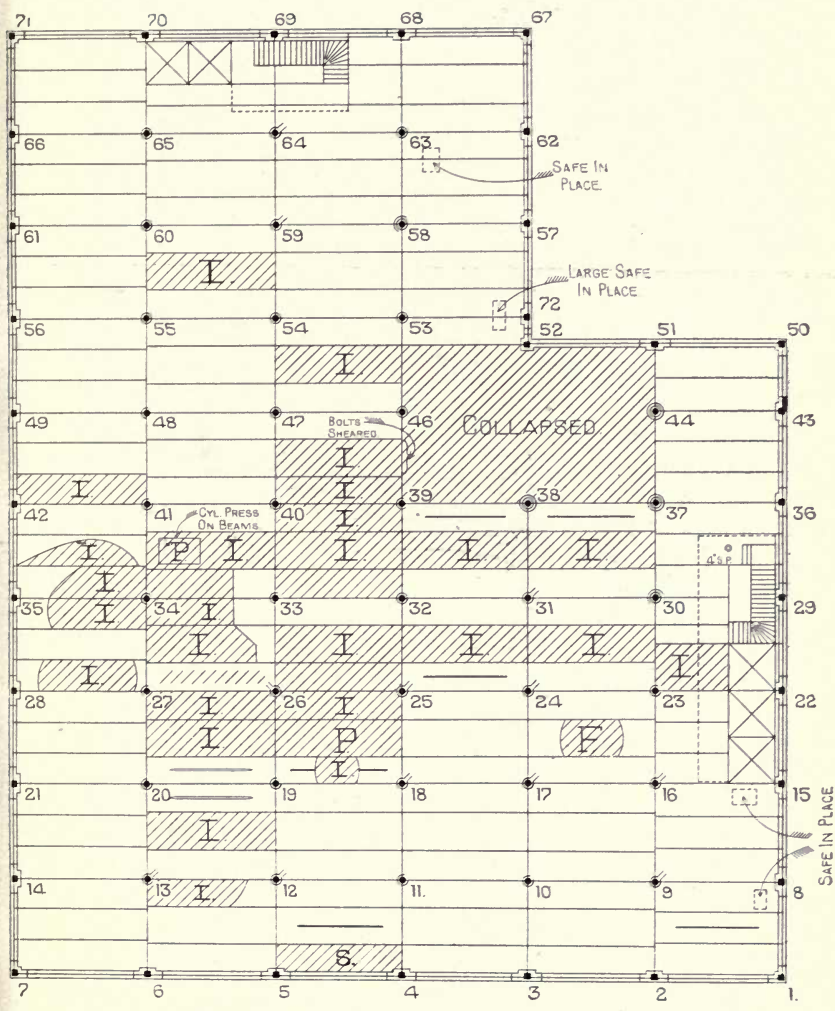 71 70 69 68 67
66 65 64 63 62
SAFE IN
PLACE.
61 60 59 58 57
I.
LARGE SAFE
IN PLACE.
72
56 55 54 53 52 51 50
I.
49 48 47 46 44 43
BOLTS
SHEARED.
COLLAPSED.
I.
I. I.
42 41 40 39 38 37 36
CYL. PRESS
ON BEAMS.
I.
I. P I. I. I. I.
4" S.P.
I.
35 34 33 32 31 30 29
I. I.
I. I. I. I.
I. I.
28 27 26 25 24 23 22
I. I.
I. P F
I.
21 20 19 18 17 16 15
SAFE IN PLACE
I.
14 13 12 11. 10 9 8
I.
S.
7 6 5 4 3 2 1.